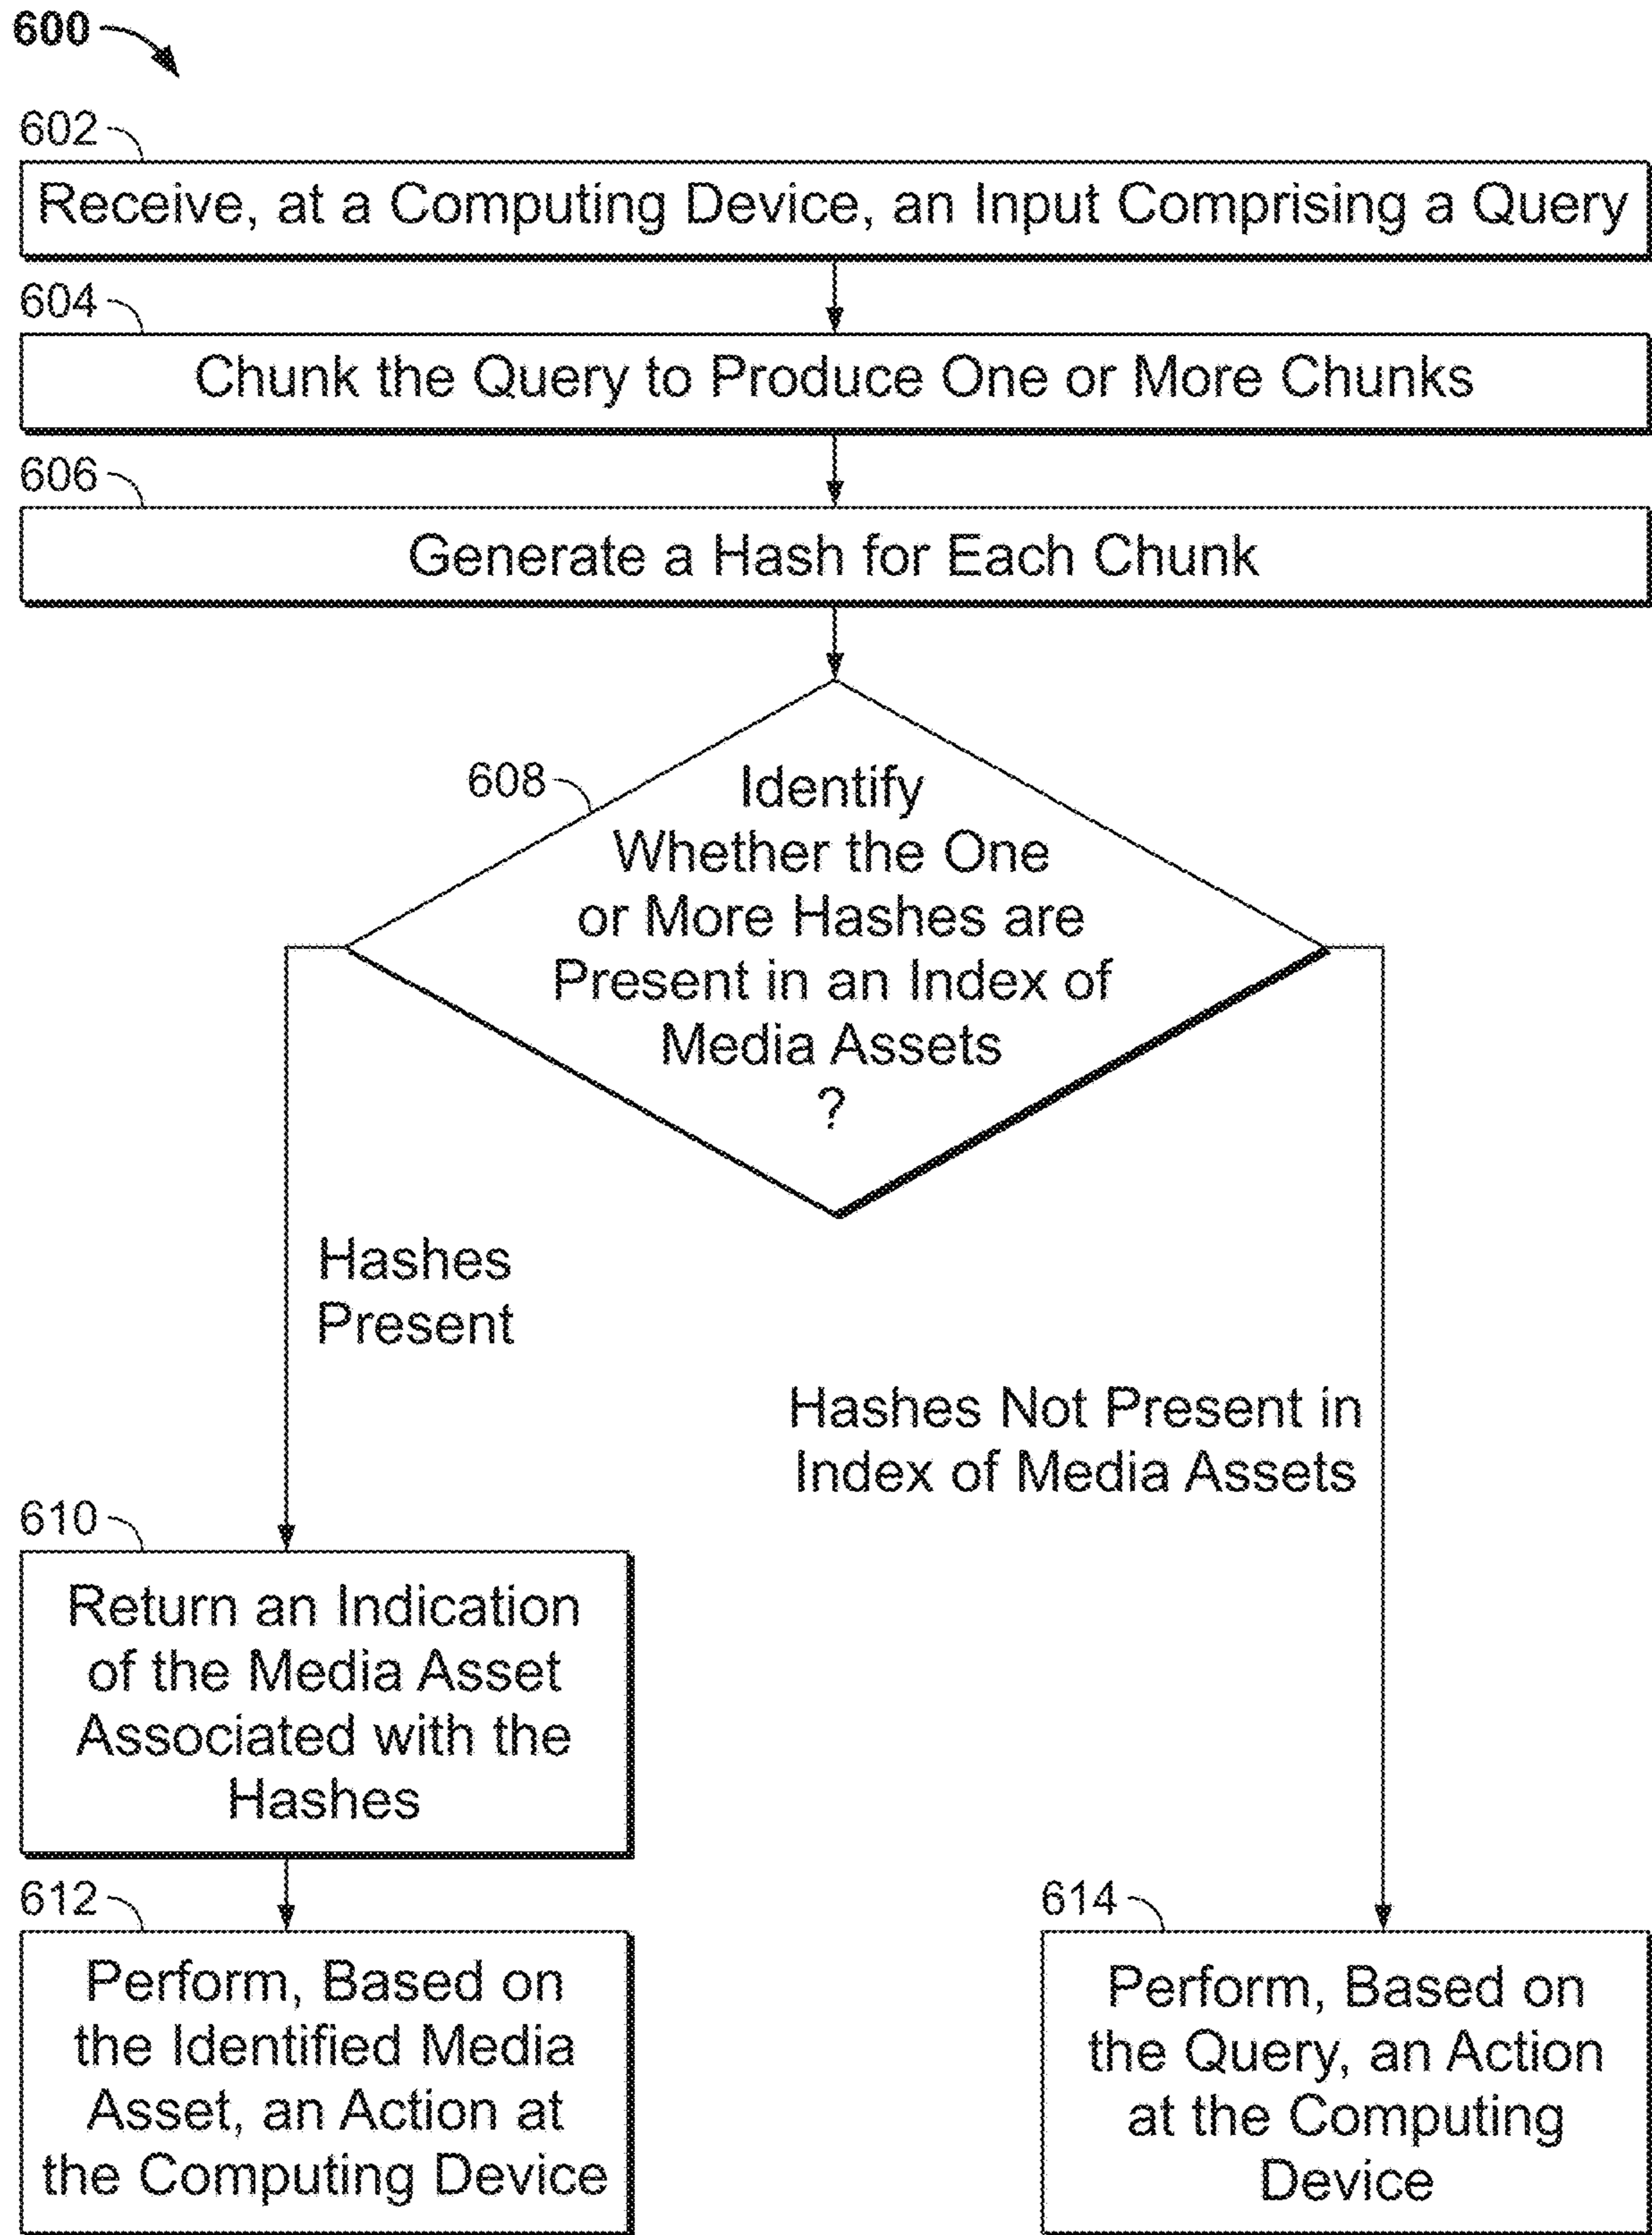 600
602
Receive, at a Computing Device, an Input Comprising a Query
604
Chunk the Query to Produce One or More Chunks
606
Generate a Hash for Each Chunk
608
Identify
Whether the One
or More Hashes are
Present in an Index of
Media Assets
?
Hashes
Present
Hashes Not Present in
Index of Media Assets
610
Return an Indication
of the Media Asset
Associated with the
Hashes
612
Perform, Based on
the Identified Media
Asset, an Action at
the Computing Device
614
Perform, Based on
the Query, an Action
at the Computing
Device